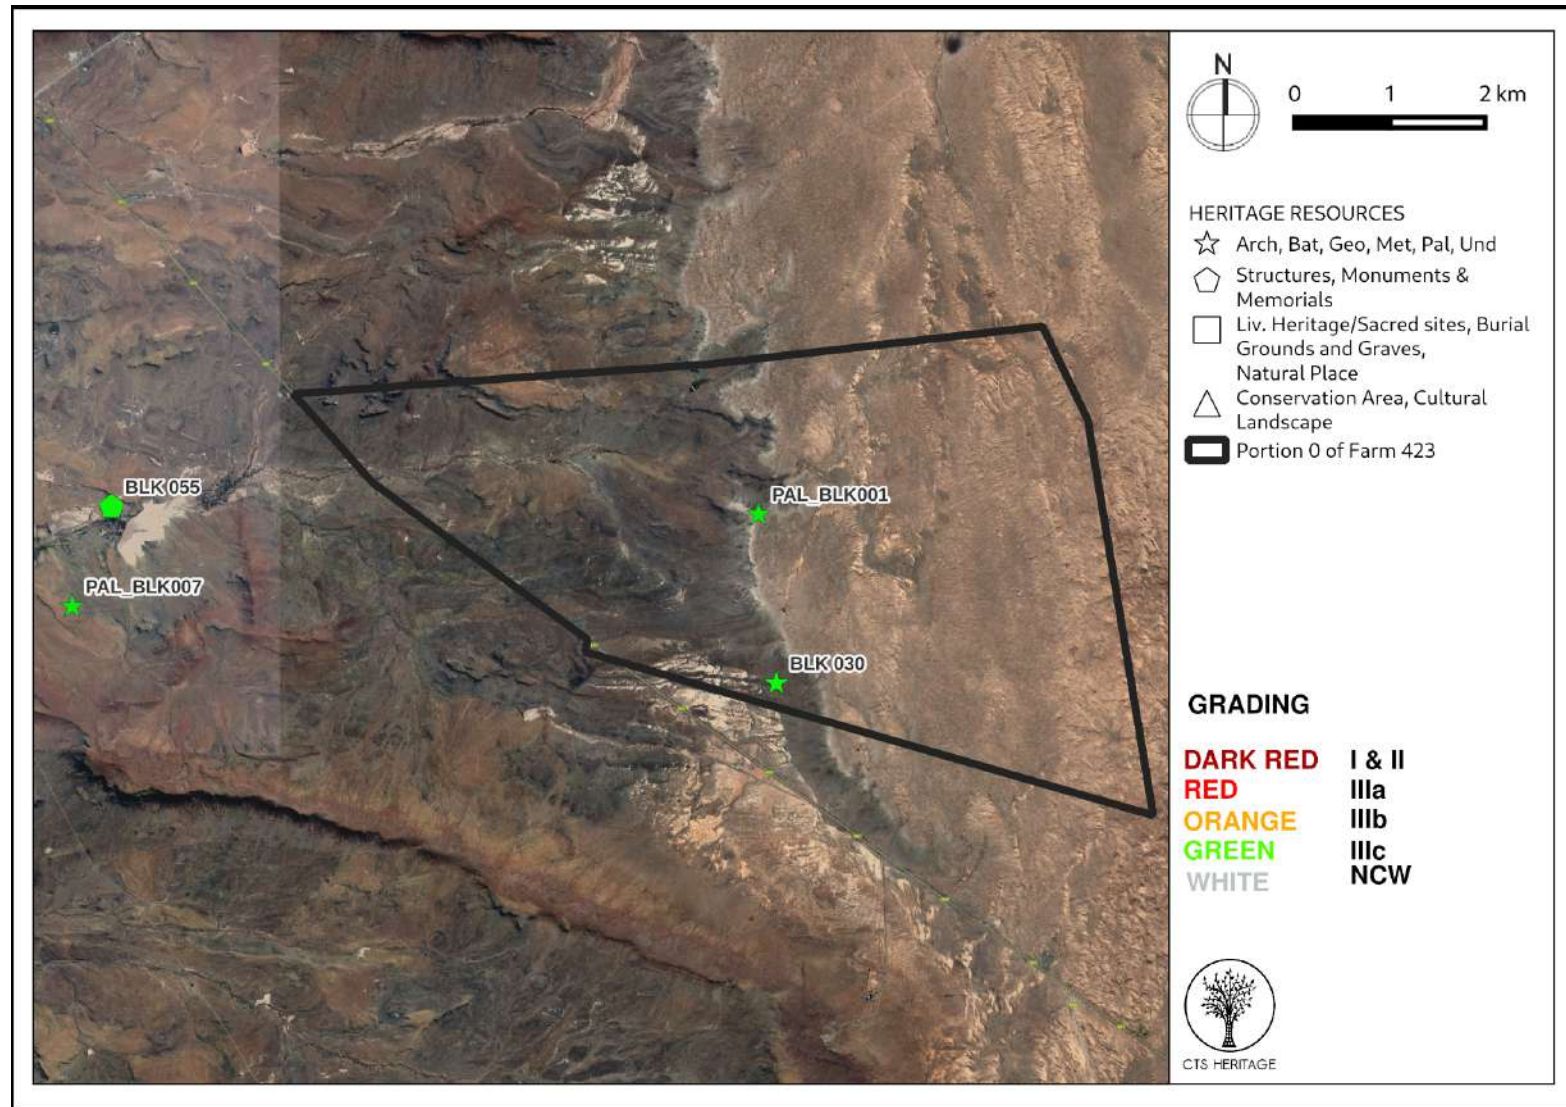 BLK 055
PAL_BLK007
PAL_BLK001
BLK 030
N
0 1 2 km
HERITAGE RESOURCES
Arch, Bat, Geo, Met, Pal, Und
Structures, Monuments &
Memorials
Liv. Heritage/Sacred sites, Burial
Grounds and Graves,
Natural Place
Conservation Area, Cultural
Landscape
Portion 0 of Farm 423
GRADING
DARK RED I & II
RED IIIa
ORANGE IIIb
GREEN IIIc
WHITE NCW
CTS HERITAGE